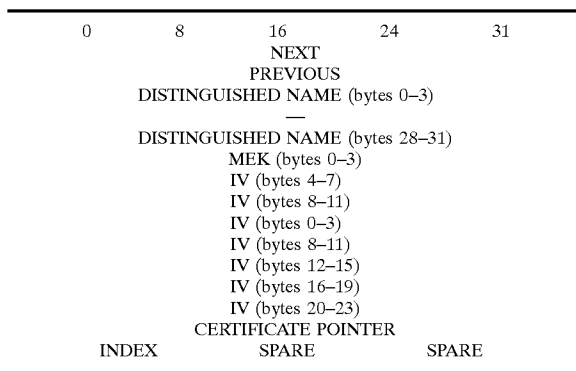 0 8 16 24 31
NEXT
PREVIOUS
DISTINGUISHED NAME (bytes 0–3)
—
DISTINGUISHED NAME (bytes 28–31)
MEK (bytes 0–3)
IV (bytes 4–7)
IV (bytes 8–11)
IV (bytes 0–3)
IV (bytes 8–11)
IV (bytes 12–15)
IV (bytes 16–19)
IV (bytes 20–23)
CERTIFICATE POINTER
INDEX SPARE SPARE